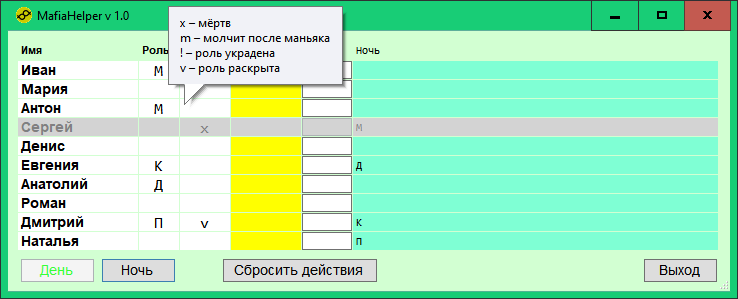 MafiaHelper v 1.0
x – мёртв
m – молчит после маньяка
! – роль украдена
v – роль раскрыта
Имя Роль Ночь
Иван М
Мария
Антон М
Сергей x м
Денис
Евгения К Д
Анатолий Д
Роман
Дмитрий П v К
Наталья П
День Ночь Сбросить действия Выход